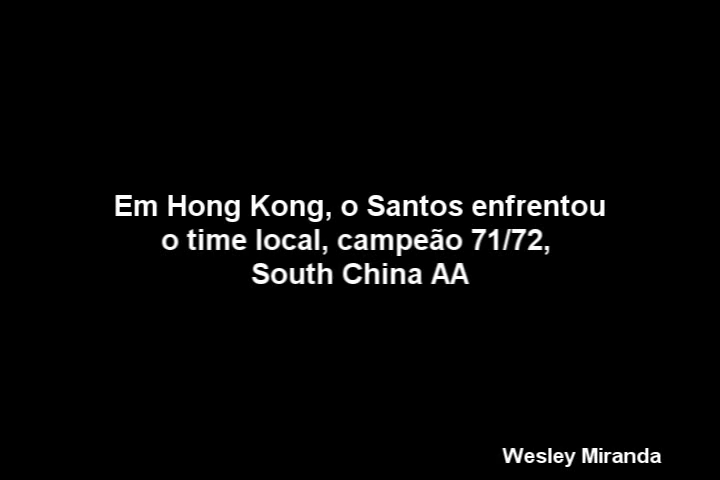 Em Hong Kong, o Santos enfrentou
o time local, campeão 71/72,
South China AA
Wesley Miranda